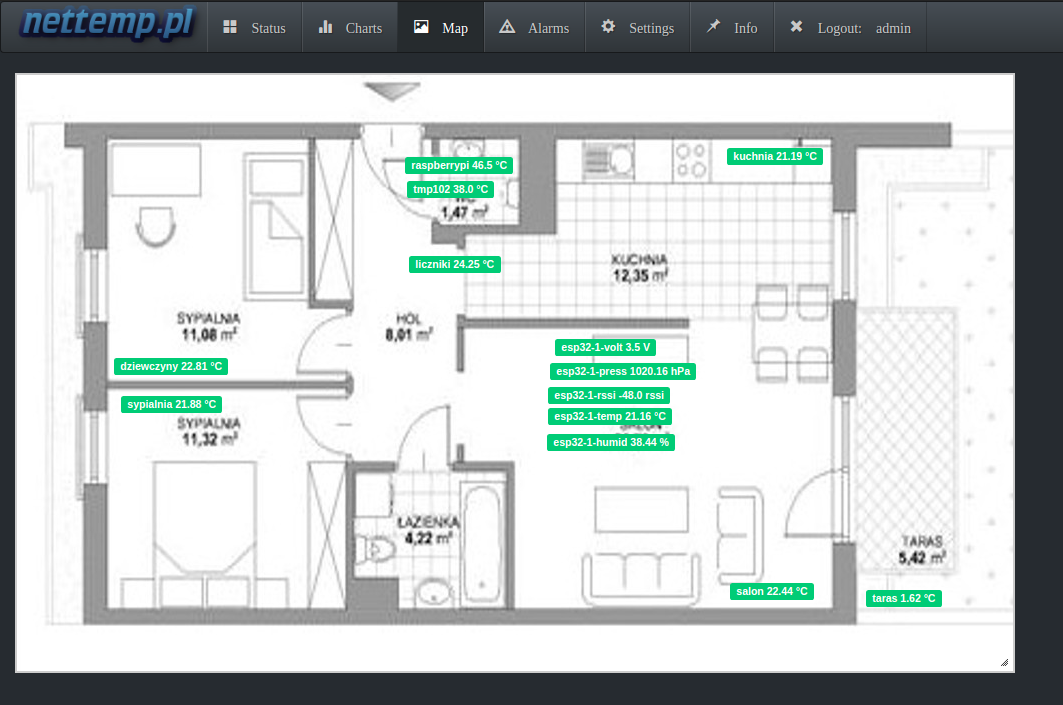 nettemp.pl
Status
Charts
Map
Alarms
Settings
Info
Logout: admin
raspberrypi 46.5 °C
tmp102 38.0 °C
1,47 m²
kuchnia 21.19 °C
liczniki 24.25 °C
KUCHNIA
12,35 m²
SYPIALNIA
11,08 m²
HOL
8,01 m²
dziewczyny 22.81 °C
esp32-1-volt 3.5 V
esp32-1-press 1020.16 hPa
esp32-1-rssi -48.0 rssi
esp32-1-temp 21.16 °C
esp32-1-humid 38.44 %
sypialnia 21.88 °C
SYPIALNIA
11,32 m²
ŁAZIENKA
4,22 m²
TARAS
5,42 m²
salon 22.44 °C
taras 1.62 °C